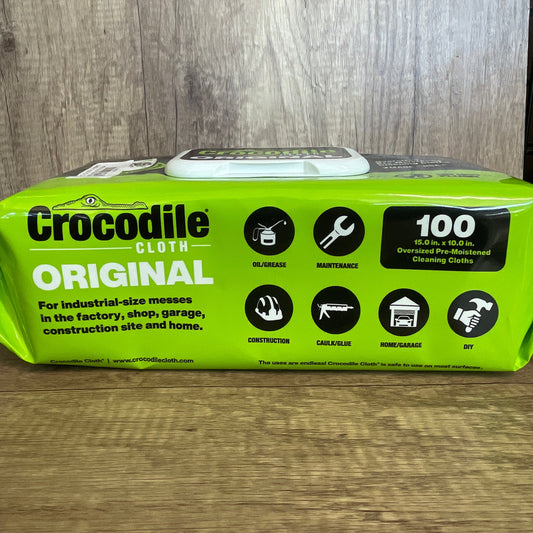 Crocodile
ORIGINAL
Crocodile®
CLOTH
ORIGINAL
For industrial-size messes
in the factory, shop, garage,
construction site and home.
OIL/GREASE
MAINTENANCE
CONSTRUCTION
CAULK/GLUE
HOME/GARAGE
DIY
100
15.0 in. x 10.0 in.
Oversized Pre-Moistened
Cleaning Cloths
Crocodile Cloth® | www.crocodilecloth.com
The uses are endless! Crocodile Cloth® is safe to use on most surfaces.